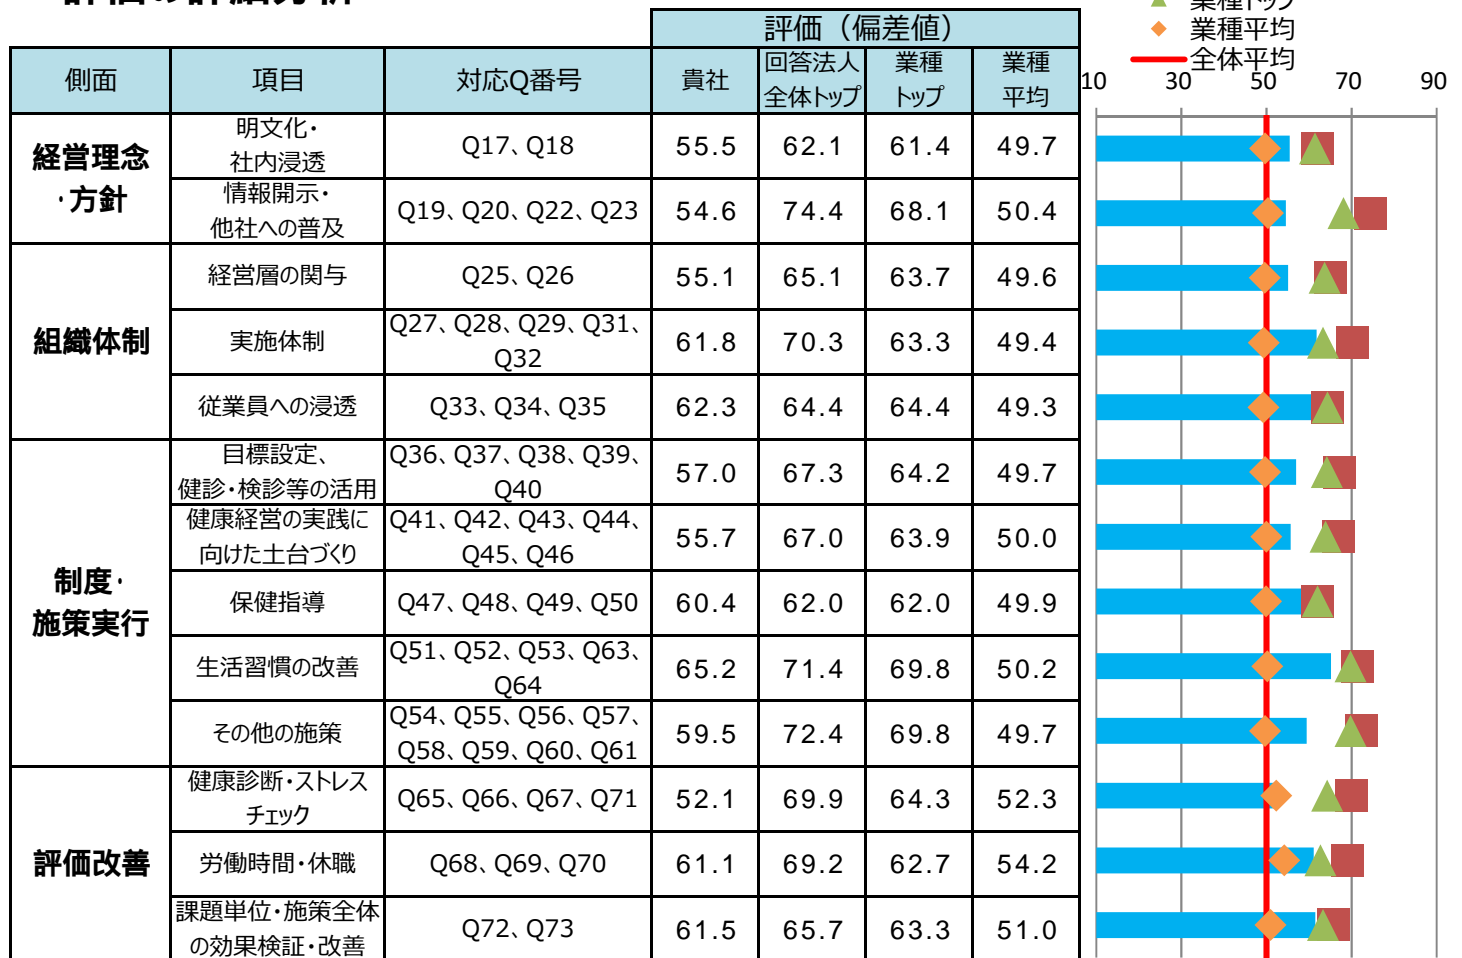 評価の詳細分析
業種トップ
業種平均
全体平均
評価（偏差値）
側面 項目 対応Q番号 貴社 回答法人 業種 業種
全体トップ トップ 平均
10 30 50 70 90
経営理念
・方針
明文化・
社内浸透
Q17、Q18 55.5 62.1 61.4 49.7
情報開示・
他社への普及
Q19、Q20、Q22、Q23 54.6 74.4 68.1 50.4
組織体制
経営層の関与 Q25、Q26 55.1 65.1 63.7 49.6
実施体制
Q27、Q28、Q29、Q31、
Q32
61.8 70.3 63.3 49.4
従業員への浸透 Q33、Q34、Q35 62.3 64.4 64.4 49.3
制度・
施策実行
目標設定、
健診・検診等の活用
Q36、Q37、Q38、Q39、
Q40
57.0 67.3 64.2 49.7
健康経営の実践に
向けた土台づくり
Q41、Q42、Q43、Q44、
Q45、Q46
55.7 67.0 63.9 50.0
保健指導 Q47、Q48、Q49、Q50 60.4 62.0 62.0 49.9
生活習慣の改善
Q51、Q52、Q53、Q63、
Q64
65.2 71.4 69.8 50.2
その他の施策
Q54、Q55、Q56、Q57、
Q58、Q59、Q60、Q61
59.5 72.4 69.8 49.7
評価改善
健康診断・ストレス
チェック
Q65、Q66、Q67、Q71 52.1 69.9 64.3 52.3
労働時間・休職 Q68、Q69、Q70 61.1 69.2 62.7 54.2
課題単位・施策全体
の効果検証・改善
Q72、Q73 61.5 65.7 63.3 51.0